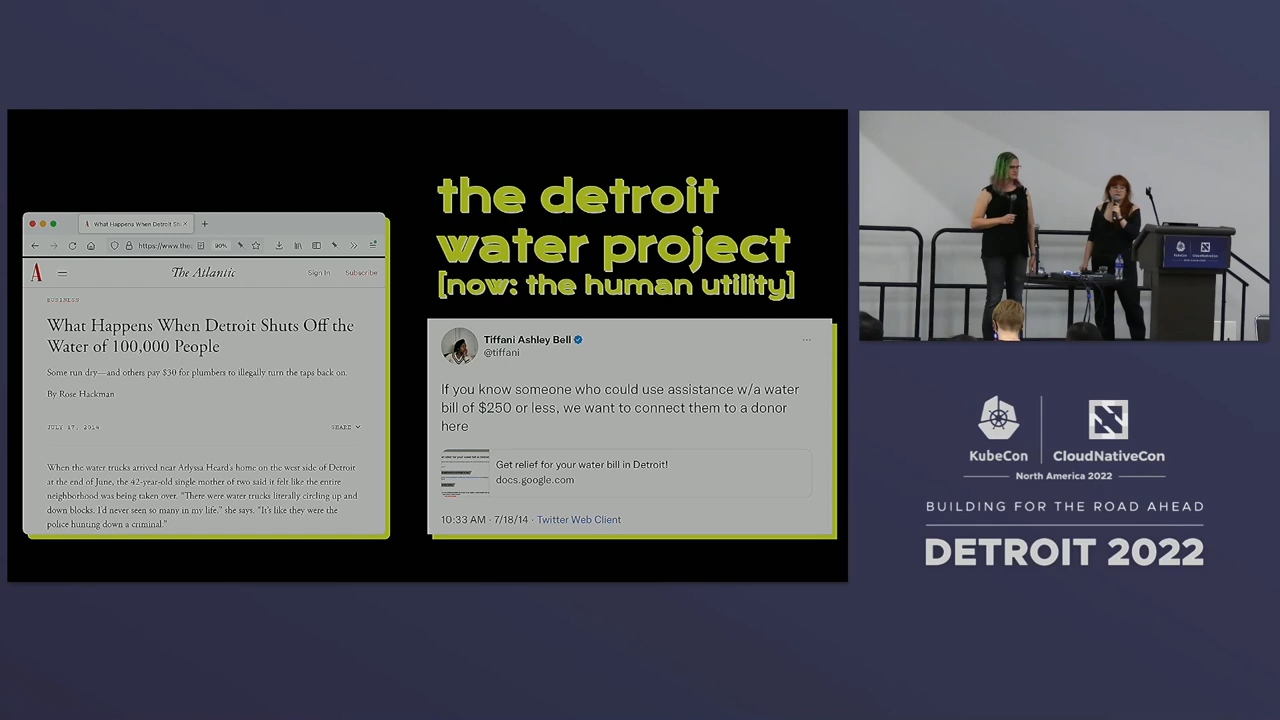 the detroit
water project
[now: the human utility]
What Happens When Detroit Shu
https://www.the
90%
The Atlantic
Sign In
Subscribe
BUSINESS
What Happens When Detroit Shuts Off the
Water of 100,000 People
Some run dry—and others pay $30 for plumbers to illegally turn the taps back on.
By Rose Hackman
JULY 17, 2014
SHARE
When the water trucks arrived near Atlyssa Heard's home on the west side of Detroit
at the end of June, the 42-year-old single mother of two said it felt like the entire
neighborhood was being taken over. "There were water trucks literally circling up and
down blocks. I'd never seen so many in my life," she says. "It's like they were the
police hunting down a criminal."
Tiffani Ashley Bell
@tiffani
If you know someone who could use assistance w/a water
bill of $250 or less, we want to connect them to a donor
here
Get relief for your water bill in Detroit!
docs.google.com
10:33 AM · 7/18/14 · Twitter Web Client
KubeCon
CloudNativeCon
North America 2022
BUILDING FOR THE ROAD AHEAD
DETROIT 2022